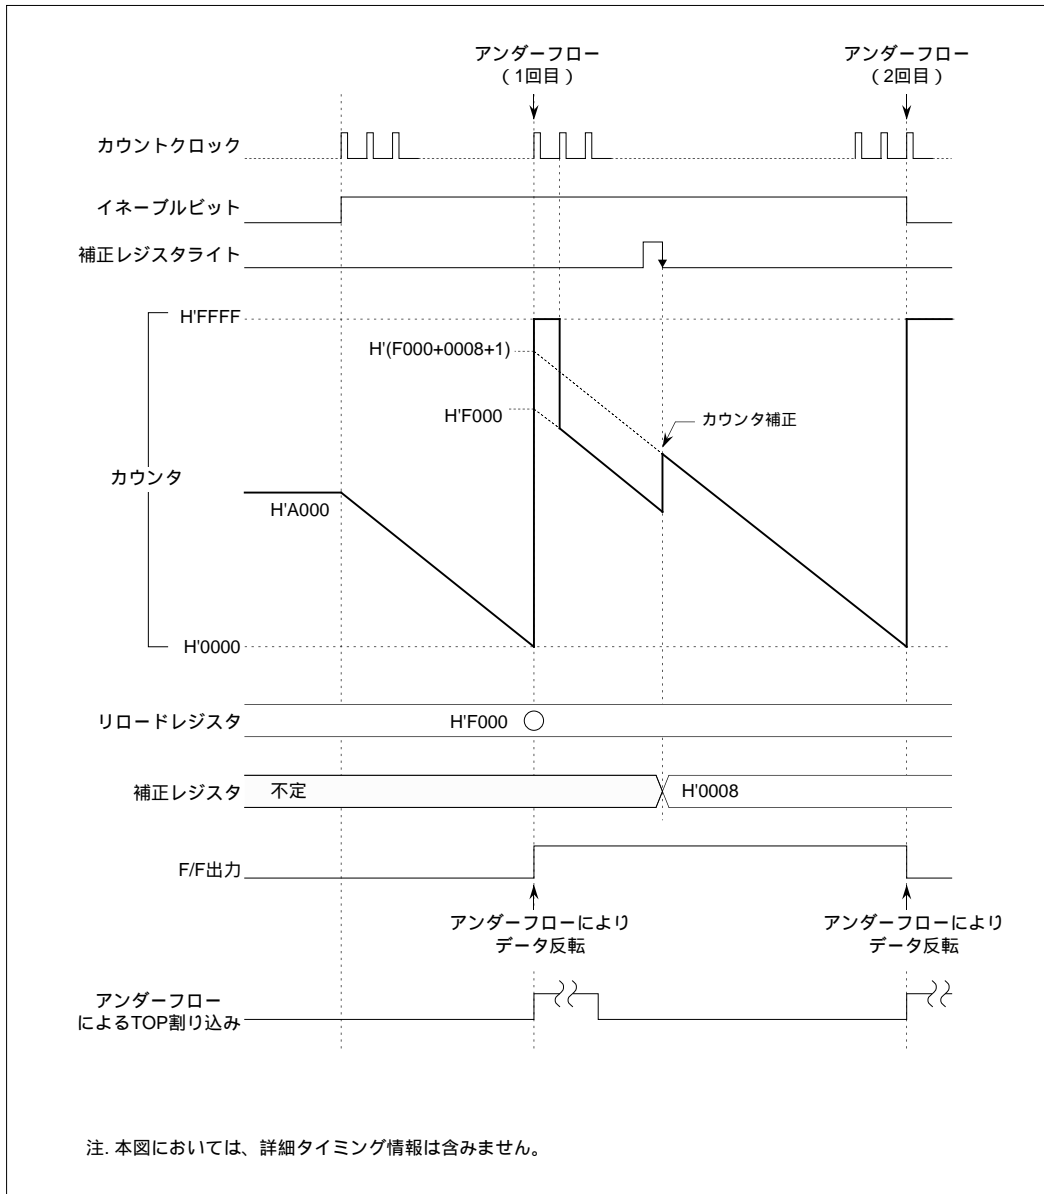 アンダーフロー
(1回目)
アンダーフロー
(2回目)
カウントクロック
イネーブルビット
補正レジスタライト
H'FFFF
H'(F000+0008+1)
H'F000
カウンタ補正
カウンタ
H'A000
H'0000
リロードレジスタ
H'F000
補正レジスタ
不定
H'0008
F/F出力
アンダーフローにより
データ反転
アンダーフローにより
データ反転
アンダーフロー
によるTOP割り込み
注. 本図においては、詳細タイミング情報は含みません。